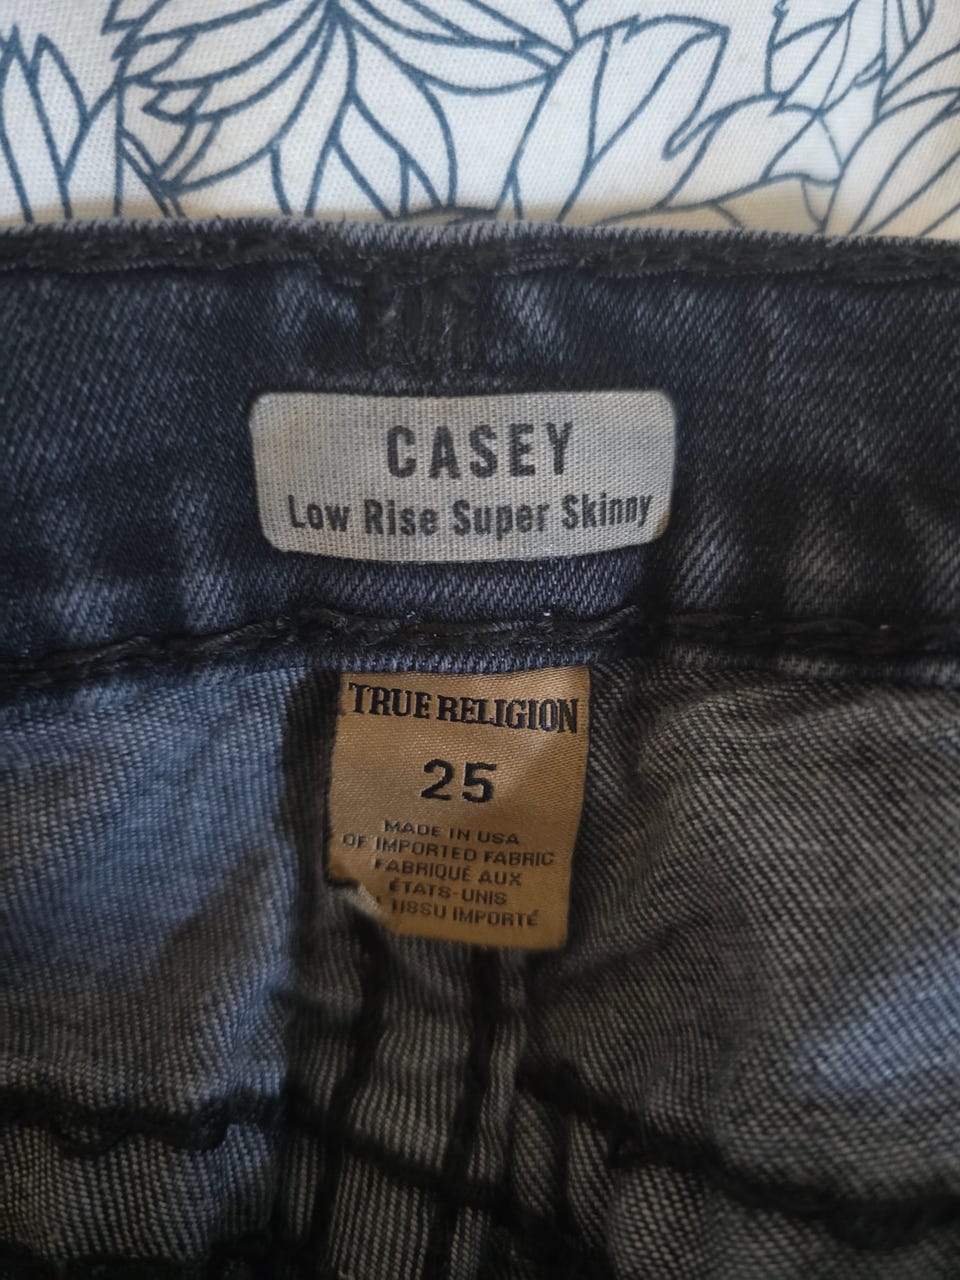 CASEY
Low Rise Super Skinny
TRUE RELIGION
25
MADE IN USA
OF IMPORTED FABRIC
FABRIQUÉ AUX
ÉTATS-UNIS
TISSU IMPORTÉ